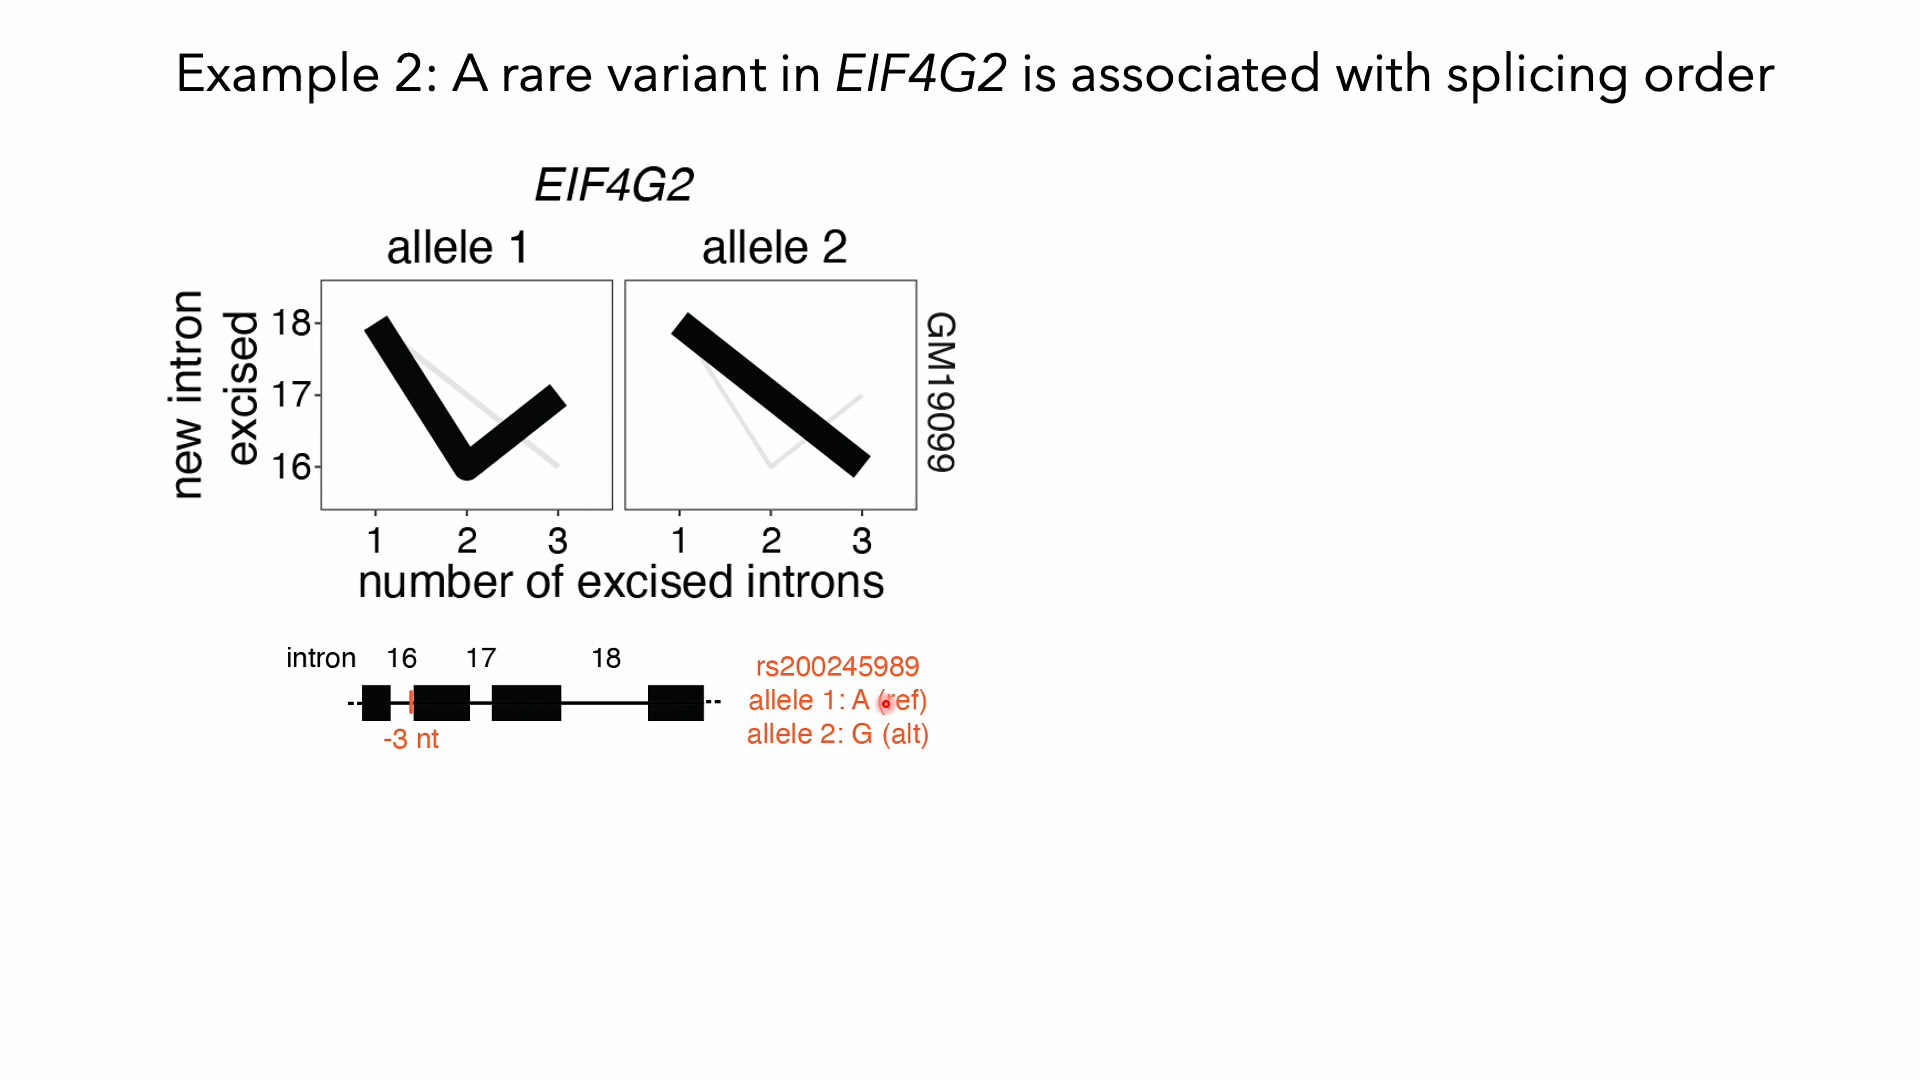 Example 2: A rare variant in EIF4G2 is associated with splicing order
EIF4G2
allele 1
allele 2
new intron
excised
18
17
16
GM19099
1 2 3
1 2 3
number of excised introns
intron 16 17 18
-3 nt
rs200245989
allele 1: A (ref)
allele 2: G (alt)